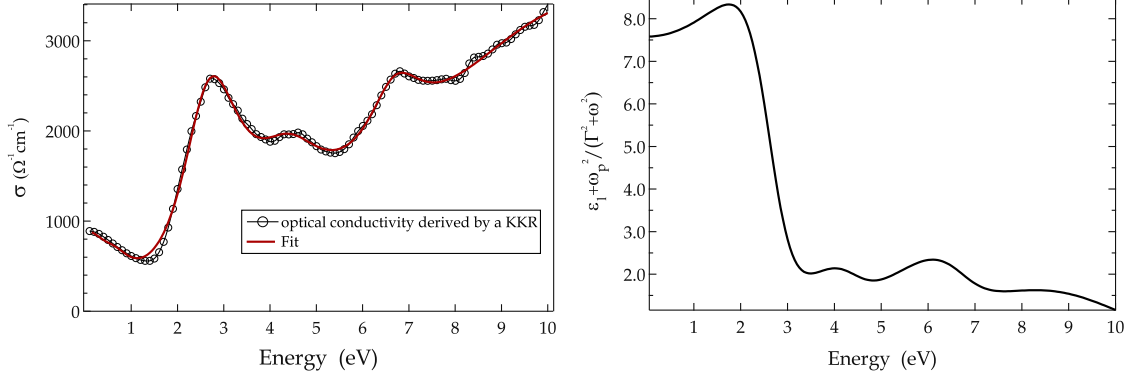 3000
2000
1000
0
σ (Ω⁻¹ cm⁻¹)
optical conductivity derived by a KKR
Fit
1 2 3 4 5 6 7 8 9 10
Energy (eV)
8.0
7.0
6.0
5.0
4.0
3.0
2.0
ε₁+ωₚ²/(Γ²+ω²)
1 2 3 4 5 6 7 8 9 10
Energy (eV)